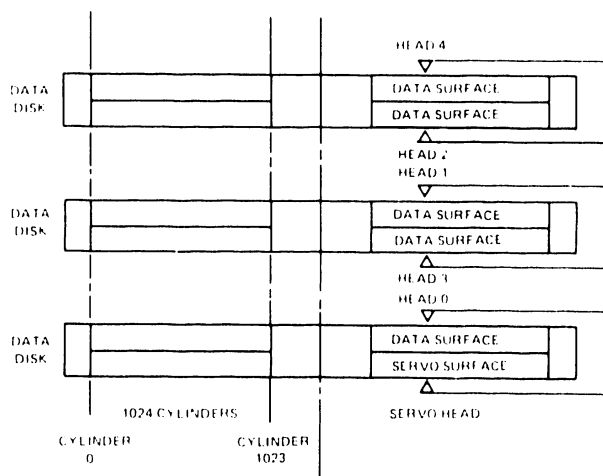 HEAD 4
DATA
DISK
DATA SURFACE
DATA SURFACE
HEAD 2
HEAD 1
DATA
DISK
DATA SURFACE
DATA SURFACE
HEAD 3
HEAD 0
DATA
DISK
DATA SURFACE
SERVO SURFACE
1024 CYLINDERS
SERVO HEAD
CYLINDER
0
CYLINDER
1023